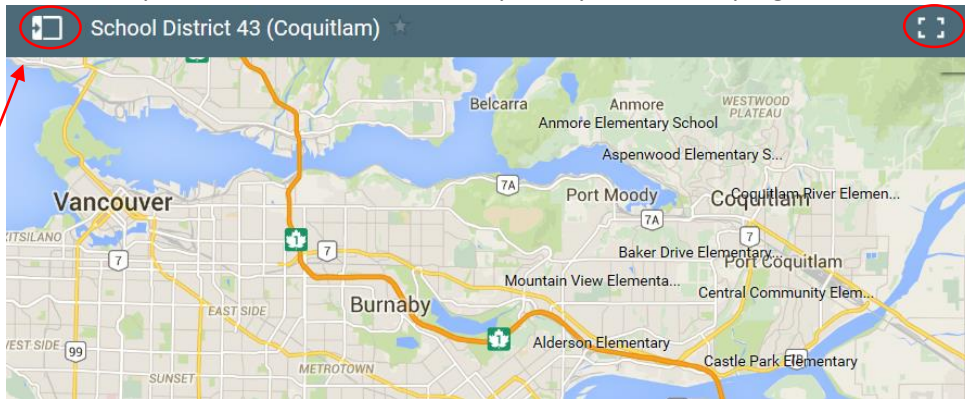 School District 43 (Coquitlam)
Belcarra
Anmore
WESTWOOD
PLATEAU
Anmore Elementary School
Aspenwood Elementary S...
7A
Port Moody
Vancouver
Coquitlam
Coquitlam River Elemen...
7A
1
7
7
KITSILANO
7
Baker Drive Elementary...
Port Coquitlam
Mountain View Elementa...
Central Community Elem...
EAST SIDE
Burnaby
1
Alderson Elementary
WEST SIDE
99
METROTOWN
Castle Park Elementary
SUNSET